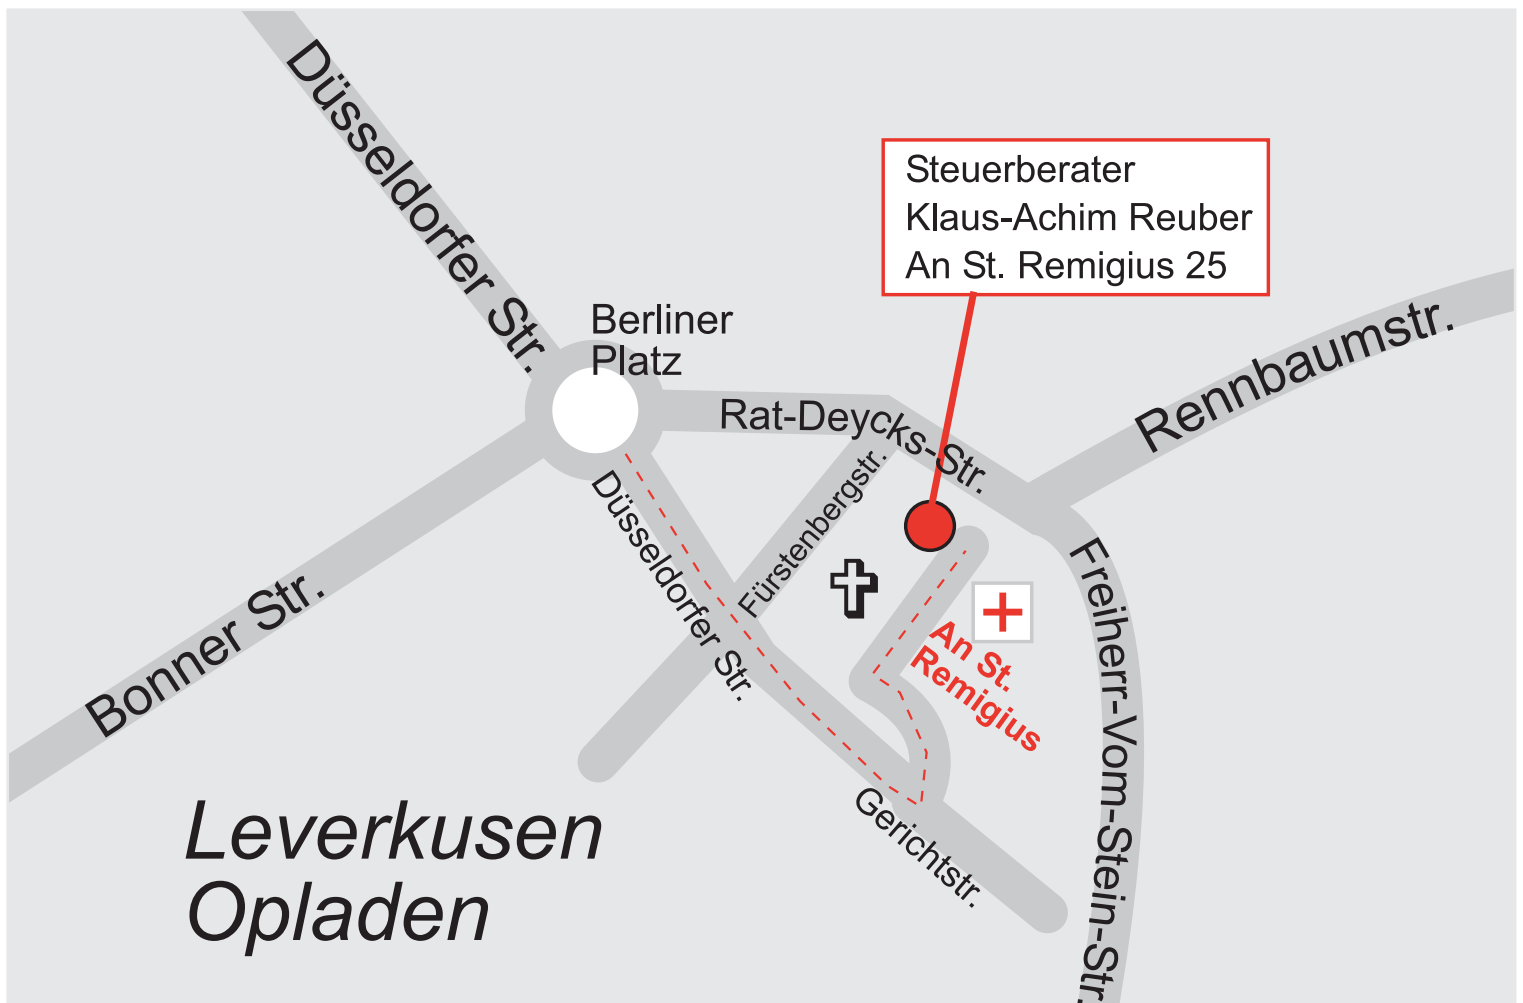 Düsseldorfer Str.
Steuerberater
Klaus-Achim Reuber
An St. Remigius 25
Berliner
Platz
Rennbaumstr.
Rat-Deycks-Str.
Fürstenbergstr.
Düsseldorfer Str.
Bonner Str.
An St.
Remigius
Freiherr-Vom-Stein-Str.
Gerichtstr.
Leverkusen
Opladen